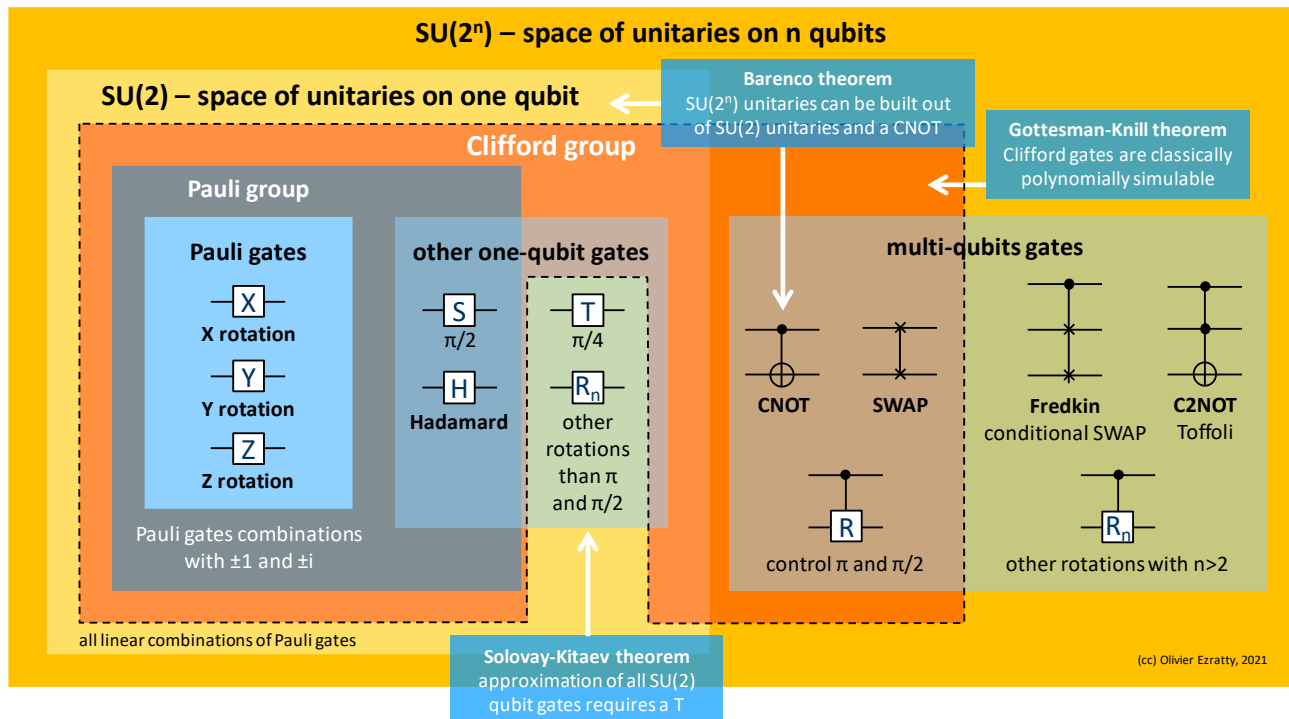 SU(2ⁿ) – space of unitaries on n qubits
SU(2) – space of unitaries on one qubit
Barenco theorem
SU(2ⁿ) unitaries can be built out
of SU(2) unitaries and a CNOT
Gottesman-Knill theorem
Clifford gates are classically
polynomially simulable
Clifford group
Pauli group
Pauli gates
X
X rotation
Y
Y rotation
Z
Z rotation
Pauli gates combinations
with ±1 and ±i
other one-qubit gates
S
π/2
H
Hadamard
T
π/4
Rₙ
other
rotations
than π
and π/2
multi-qubits gates
CNOT
SWAP
Fredkin
conditional SWAP
C2NOT
Toffoli
R
control π and π/2
Rₙ
other rotations with n>2
all linear combinations of Pauli gates
Solovay-Kitaev theorem
approximation of all SU(2)
qubit gates requires a T
(cc) Olivier Ezratty, 2021